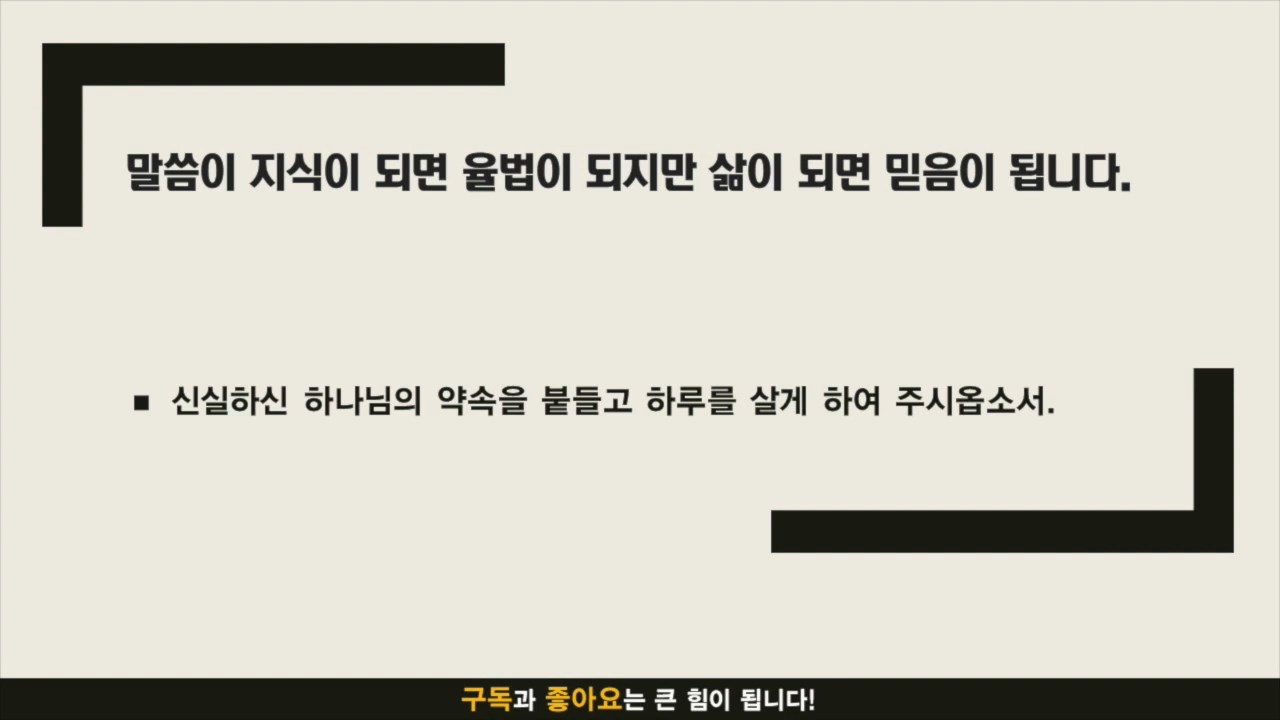 말씀이 지식이 되면 율법이 되지만 삶이 되면 믿음이 됩니다.
■ 신실하신 하나님의 약속을 붙들고 하루를 살게 하여 주시옵소서.
구독과 좋아요는 큰 힘이 됩니다!